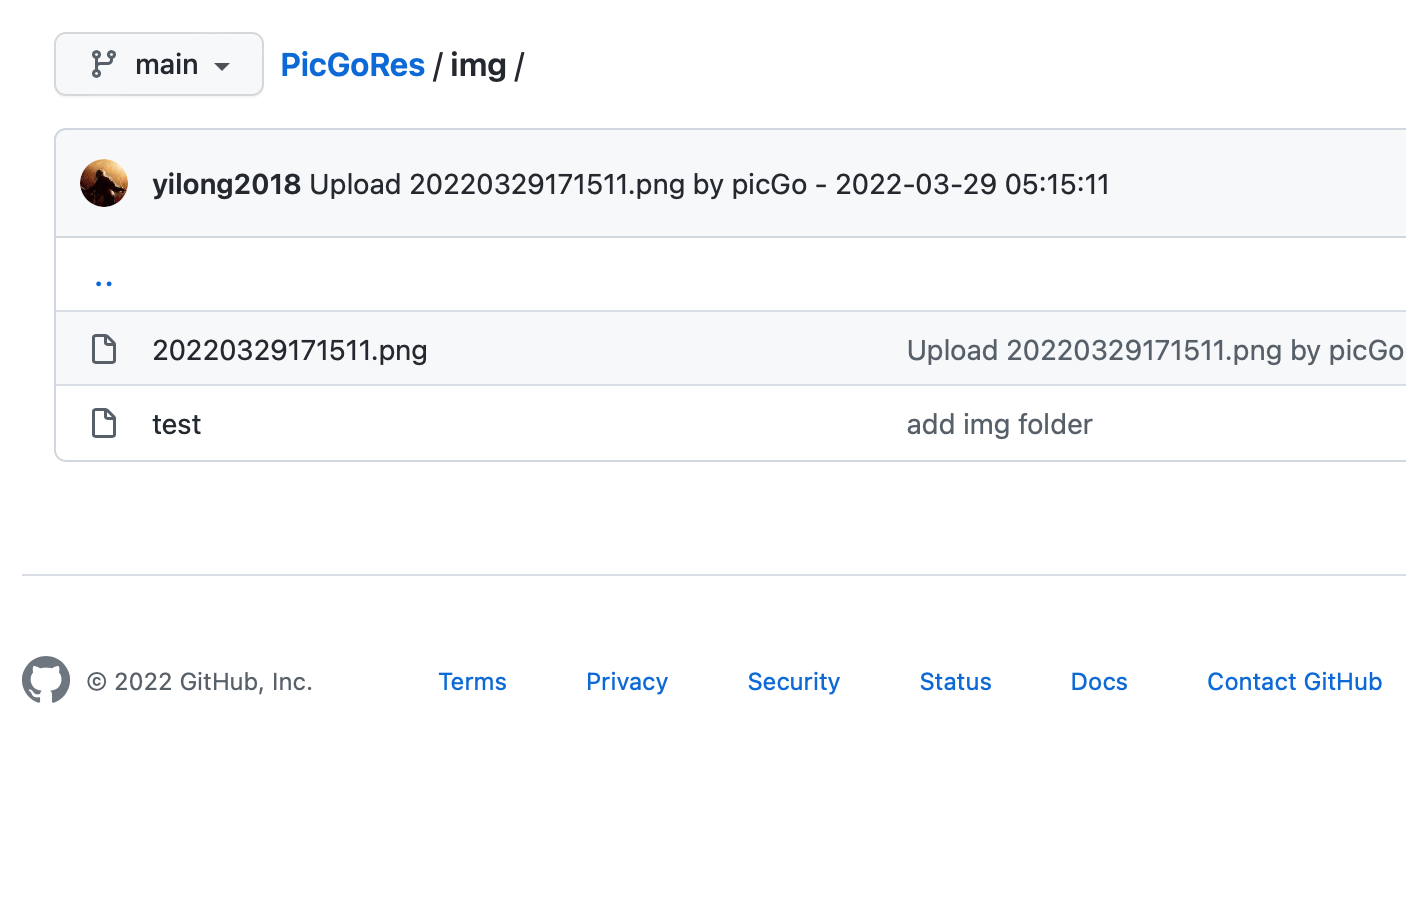 main PicGoRes / img /
yilong2018 Upload 20220329171511.png by picGo - 2022-03-29 05:15:11
..
20220329171511.png Upload 20220329171511.png by picGo
test add img folder
© 2022 GitHub, Inc. Terms Privacy Security Status Docs Contact GitHub